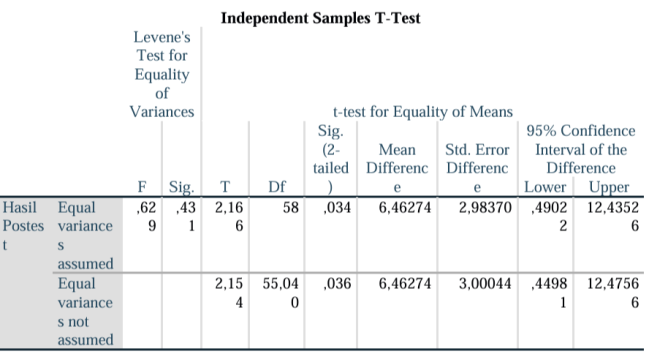 Independent Samples T-Test
Levene's
Test for
Equality
of
Variances t-test for Equality of Means
Sig. 95% Confidence
(2- Mean Std. Error Interval of the
tailed Differenc Differenc Difference
F Sig. T Df ) e e Lower Upper
Hasil Equal ,62 ,43 2,16 58 ,034 6,46274 2,98370 ,4902 12,4352
Postes variance 9 1 6 2 6
t s
assumed
Equal 2,15 55,04 ,036 6,46274 3,00044 ,4498 12,4756
variance 4 0 1 6
s not
assumed